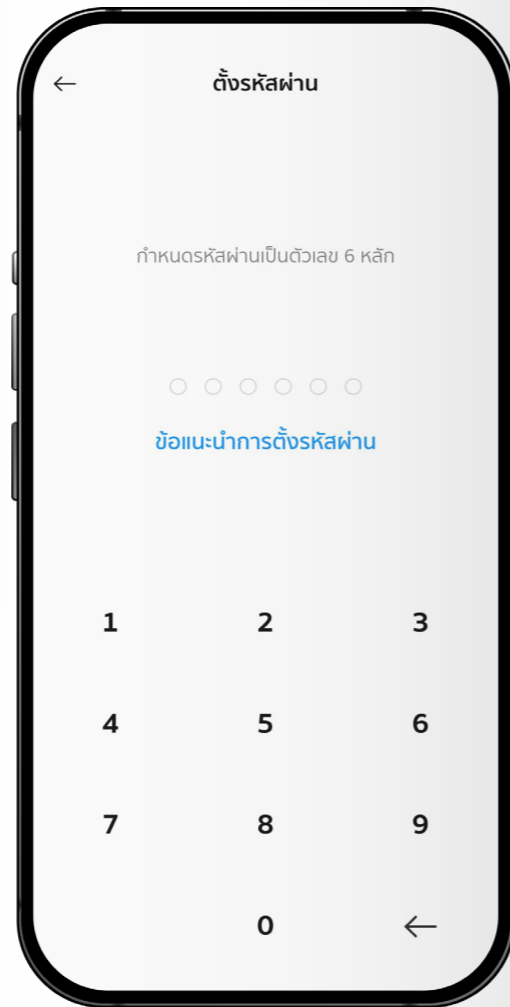 ตั้งรหัสผ่าน
กำหนดรหัสผ่านเป็นตัวเลข 6 หลัก
ข้อแนะนำการตั้งรหัสผ่าน
1 2 3
4 5 6
7 8 9
0